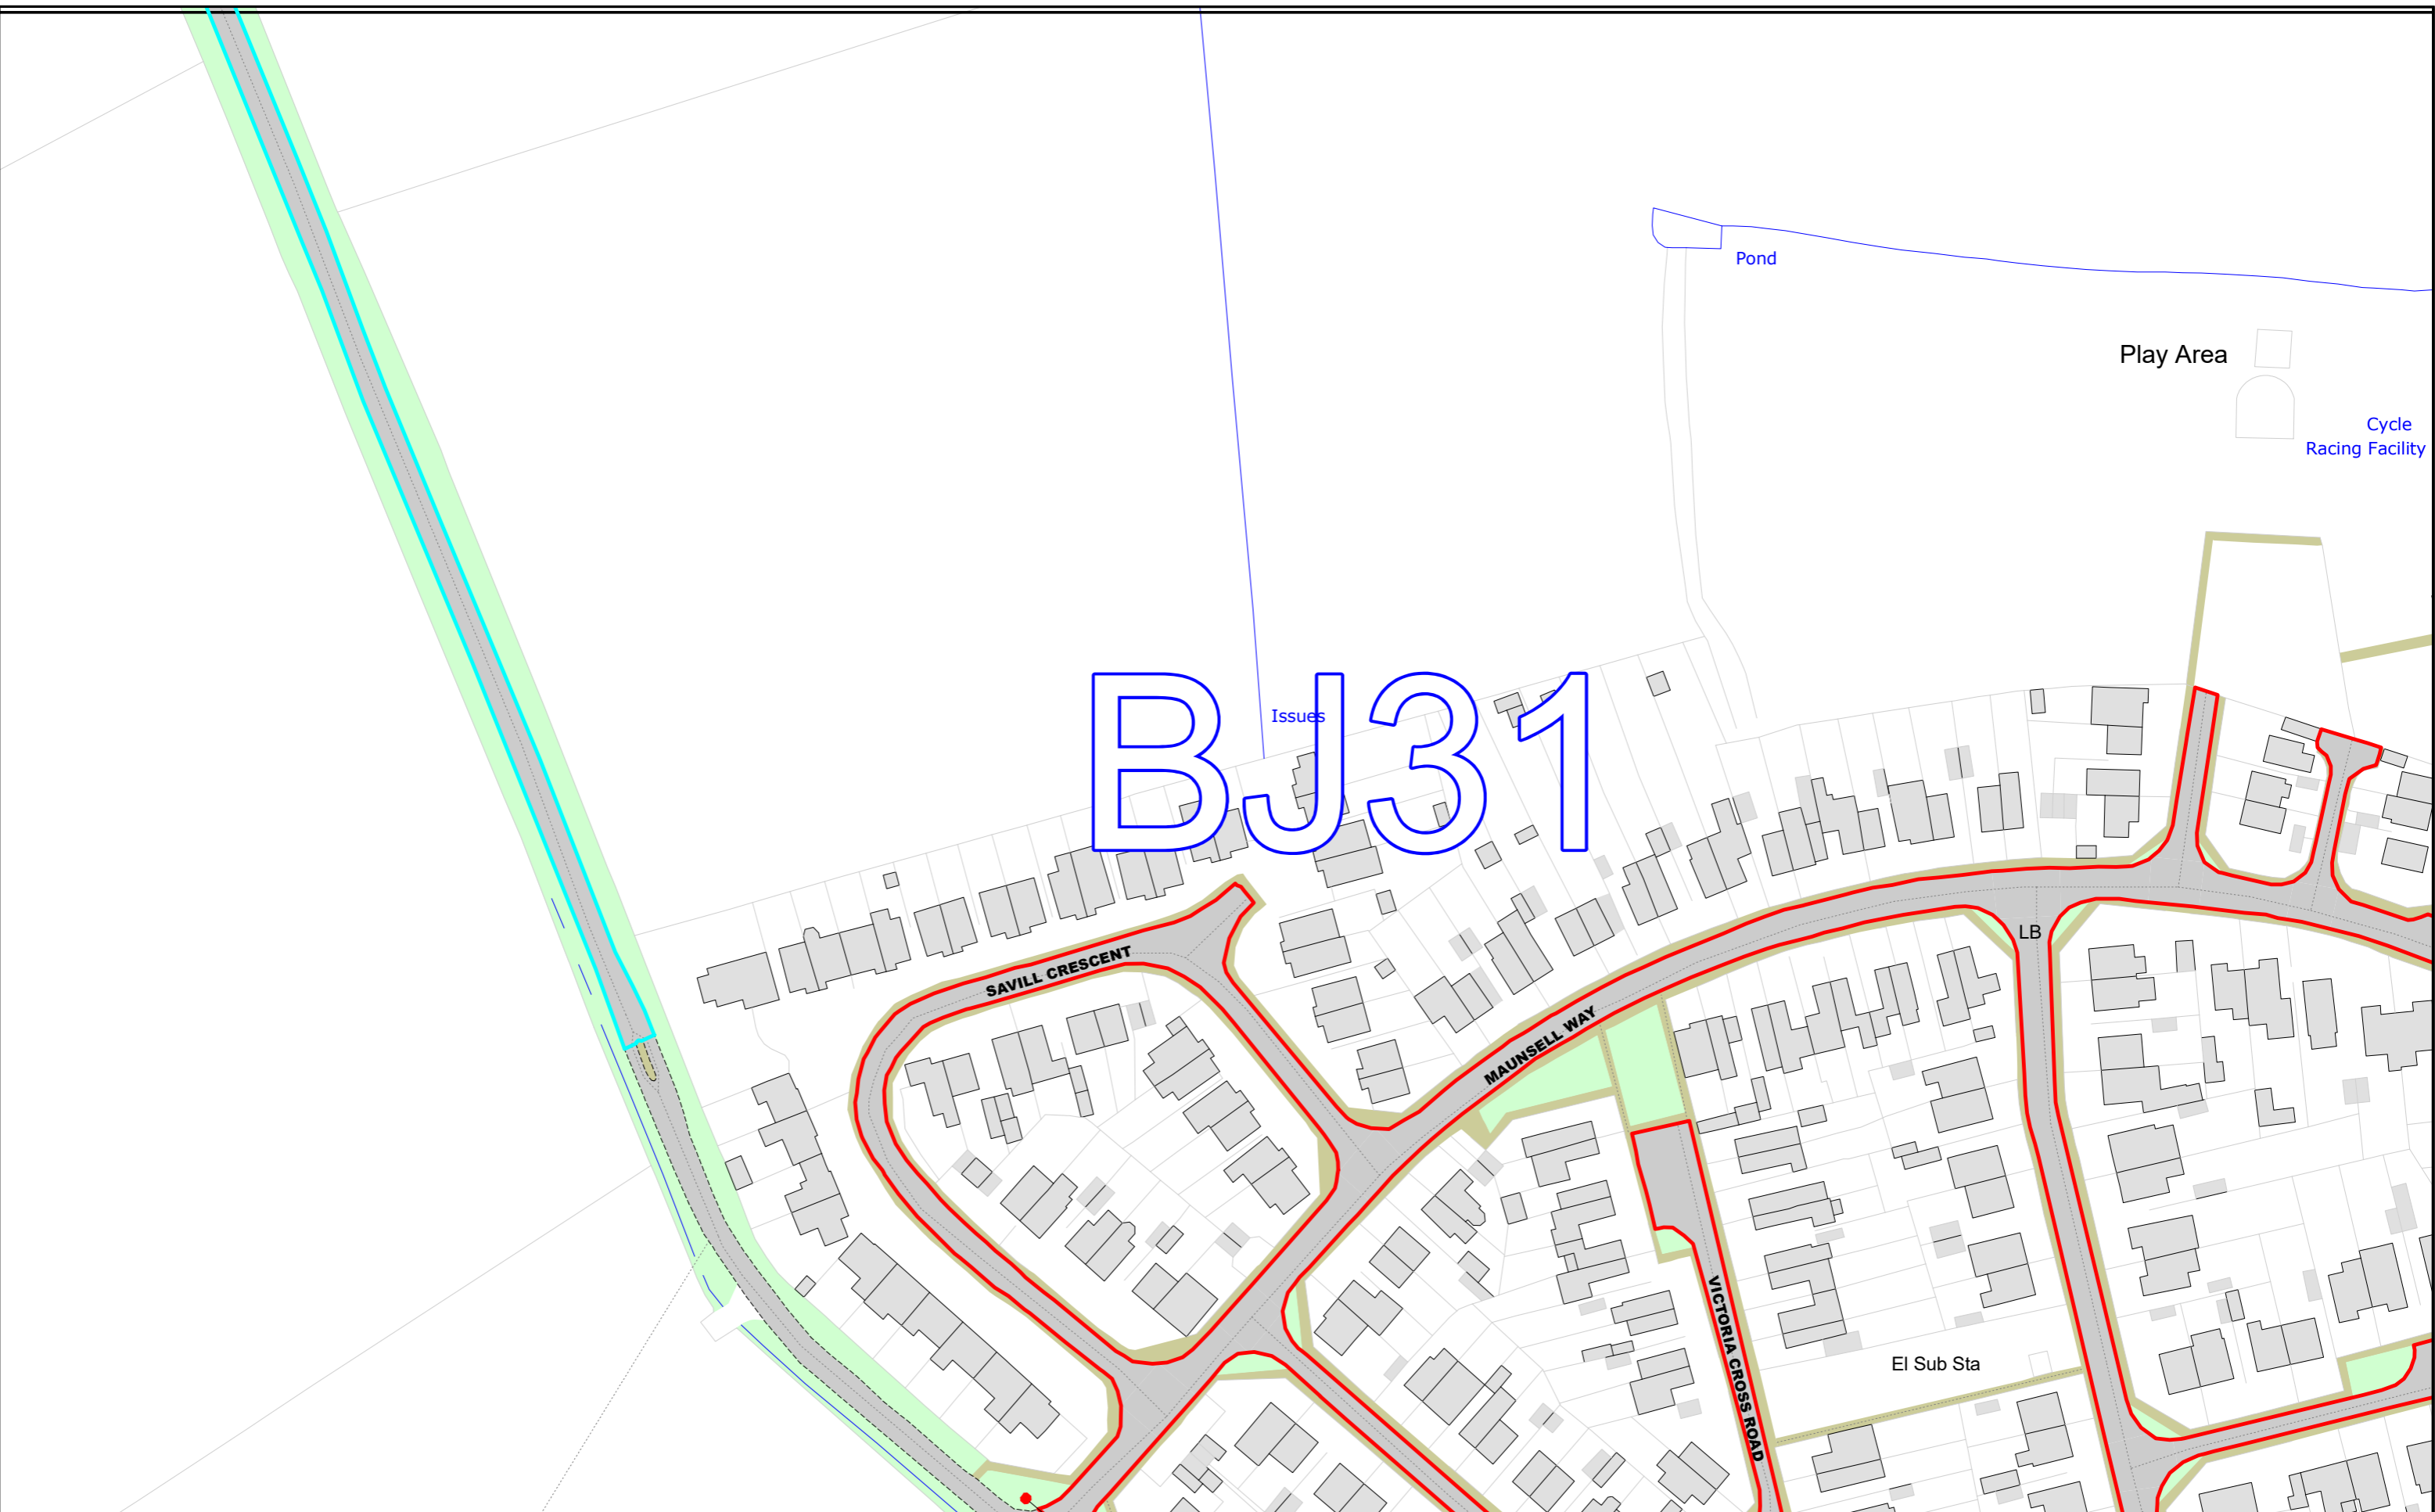 Pond
Play Area
Cycle
Racing Facility
BJ31
Issues
LB
SAVILL CRESCENT
MAUNSELL WAY
VICTORIA CROSS ROAD
El Sub Sta